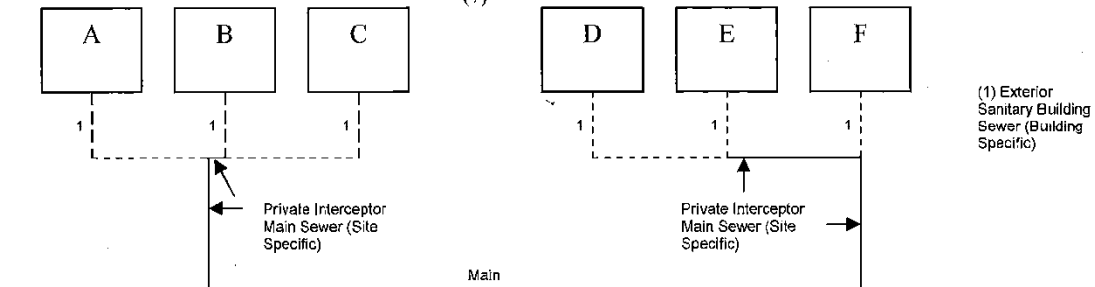 A B C D E F
(1) Exterior
Sanitary Building
Sewer (Building
Specific)
1 1 1 1 1 1
Private Interceptor
Main Sewer (Site
Specific)
Private Interceptor
Main Sewer (Site
Specific)
Main